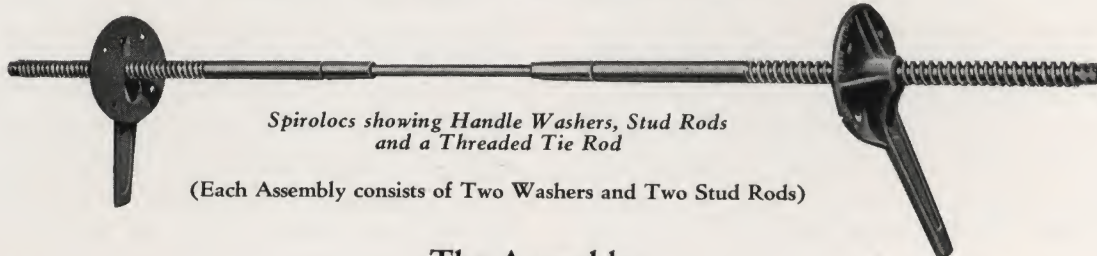 Spirolocs showing Handle Washers, Stud Rods
and a Threaded Tie Rod
(Each Assembly consists of Two Washers and Two Stud Rods)